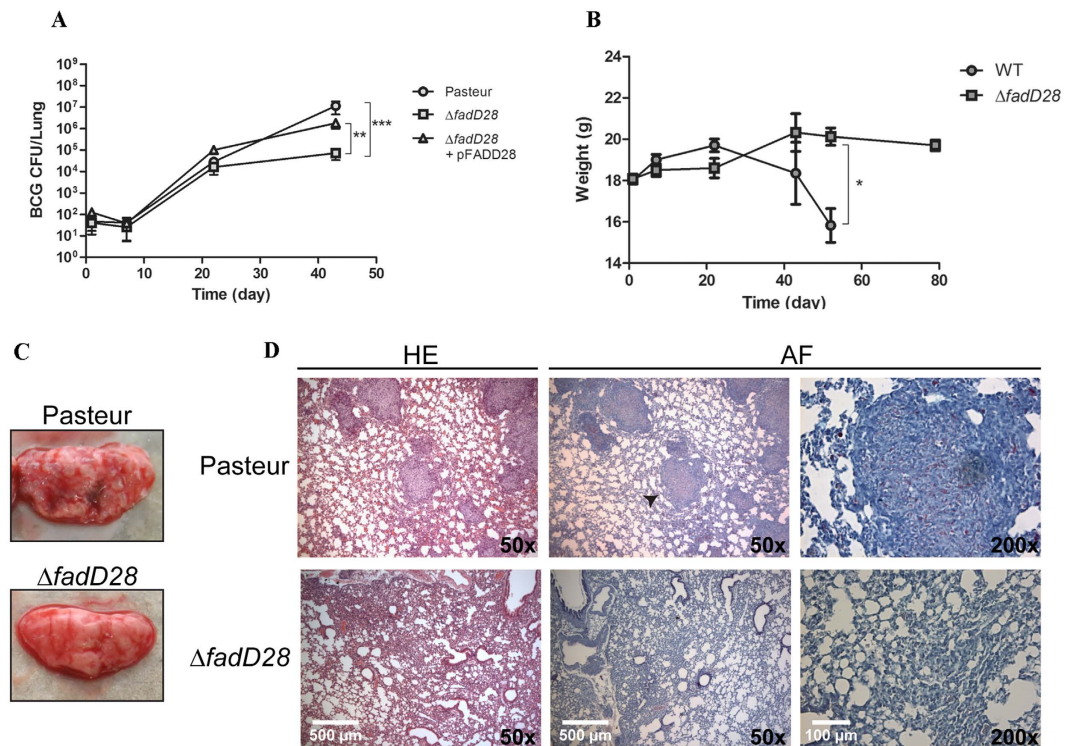 A
BCG CFU/Lung
10⁹
10⁸
10⁷
10⁶
10⁵
10⁴
10³
10²
10¹
10⁰
0 10 20 30 40 50
Time (day)
** ***
Pasteur
ΔfadD28
ΔfadD28
+ pFADD28
B
Weight (g)
24
22
20
18
16
14
0 20 40 60 80
Time (day)
*
WT
ΔfadD28
C
Pasteur
ΔfadD28
D
HE AF
Pasteur
50x 50x 200x
ΔfadD28
500 µm 50x 500 µm 50x 100 µm 200x